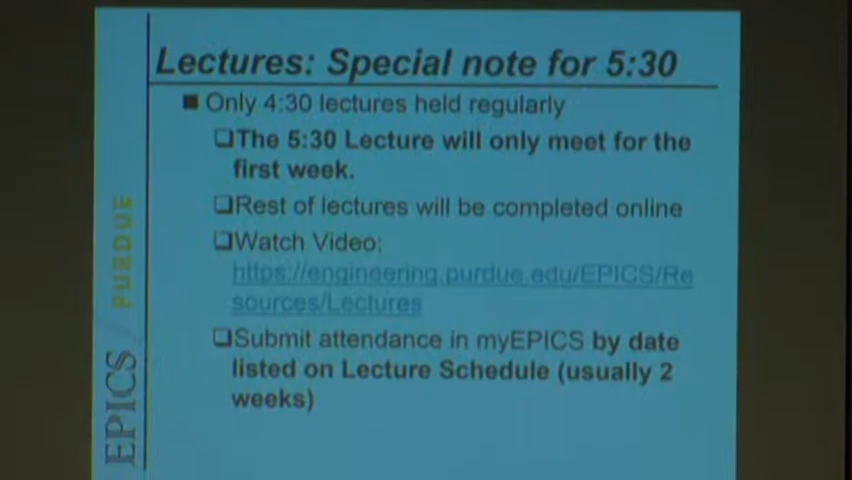 Lectures: Special note for 5:30
Only 4:30 lectures held regularly
The 5:30 Lecture will only meet for the
first week.
Rest of lectures will be completed online
Watch Video:
https://engineering.purdue.edu/EPICS/Re
sources/Lectures
Submit attendance in myEPICS by date
listed on Lecture Schedule (usually 2
weeks)
EPICS / PURDUE